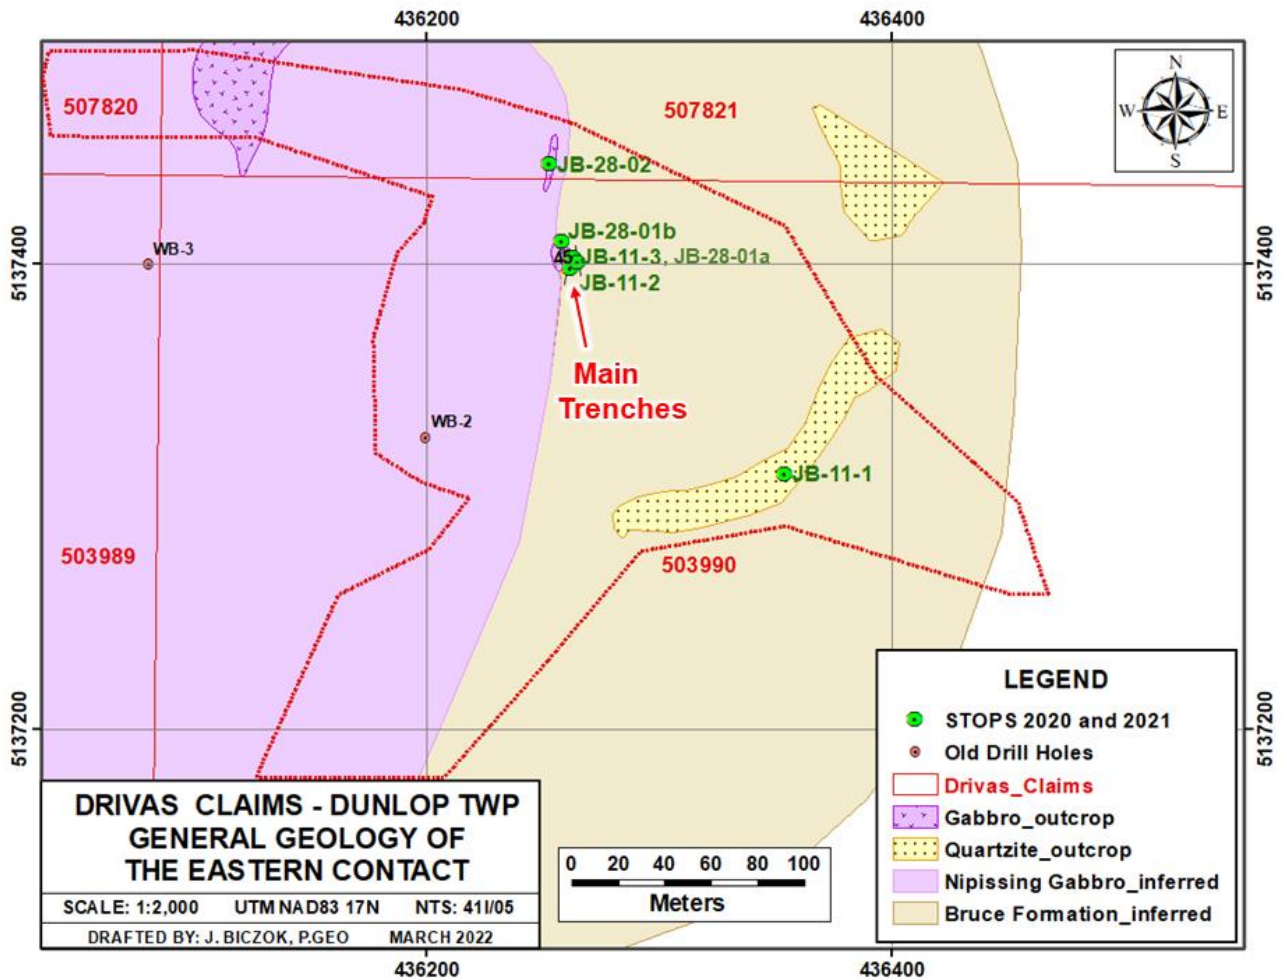 436200
436400
507820
507821
N
W
E
S
JB-28-02
JB-28-01b
45
JB-11-3, JB-28-01a
JB-11-2
WB-3
5137400
5137400
Main
Trenches
WB-2
JB-11-1
503989
503990
5137200
5137200
LEGEND
STOPS 2020 and 2021
Old Drill Holes
Drivas_Claims
Gabbro_outcrop
Quartzite_outcrop
Nipissing Gabbro_inferred
Bruce Formation_inferred
DRIVAS CLAIMS - DUNLOP TWP
GENERAL GEOLOGY OF
THE EASTERN CONTACT
SCALE: 1:2,000 UTM NAD83 17N NTS: 41I/05
DRAFTED BY: J. BICZOK, P.GEO MARCH 2022
0 20 40 60 80 100
Meters
436200
436400